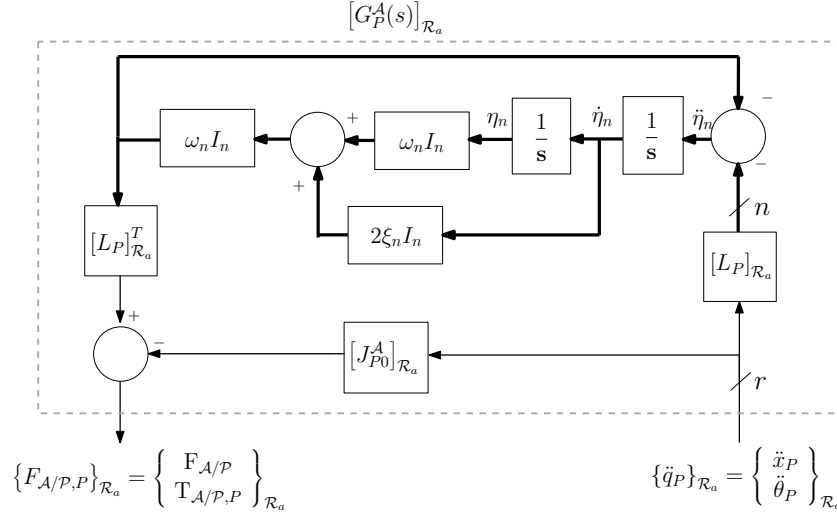 [G_P^𝒜(s)]_{ℛ_a}
−
ω_n I_n
+
ω_n I_n
η_n
1/s
η̇_n
1/s
η̈_n
−
+
2ξ_n I_n
n
[L_P]^T_{ℛ_a}
[L_P]_{ℛ_a}
+
−
[J_{P0}^𝒜]_{ℛ_a}
r
{F_{𝒜/𝒫,P}}_{ℛ_a} = { F_{𝒜/𝒫} T_{𝒜/𝒫,P} }_{ℛ_a}
{q̈_P}_{ℛ_a} = { ẍ_P θ̈_P }_{ℛ_a}